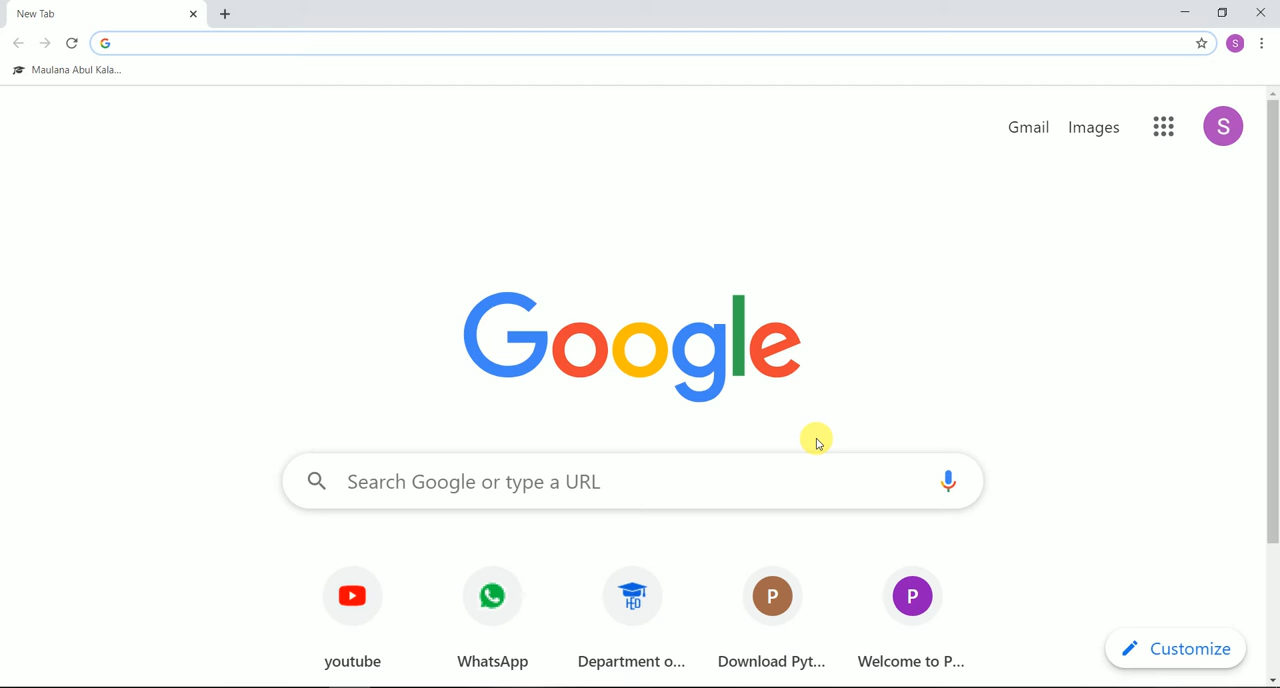 New Tab
Maulana Abul Kala...
Gmail Images
S
S
Google
Search Google or type a URL
HEO
P
P
youtube
WhatsApp
Department o...
Download Pyt...
Welcome to P...
Customize